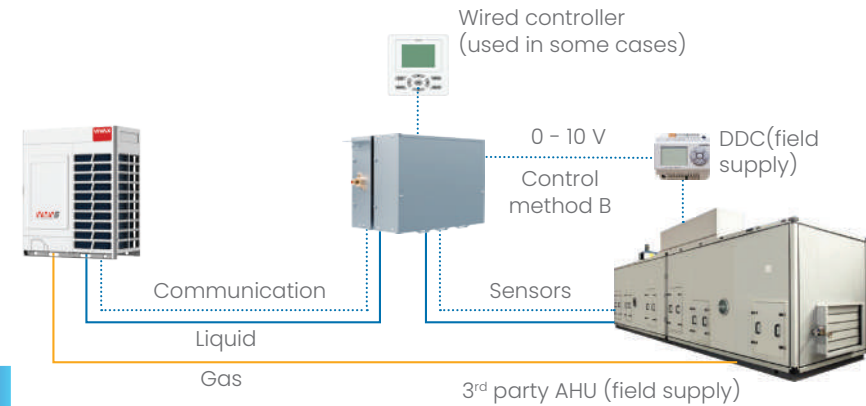 Wired controller
(used in some cases)
VIVAX
0 - 10 V
DDC(field
supply)
Control
method B
Communication
Sensors
Liquid
Gas
3rd party AHU (field supply)